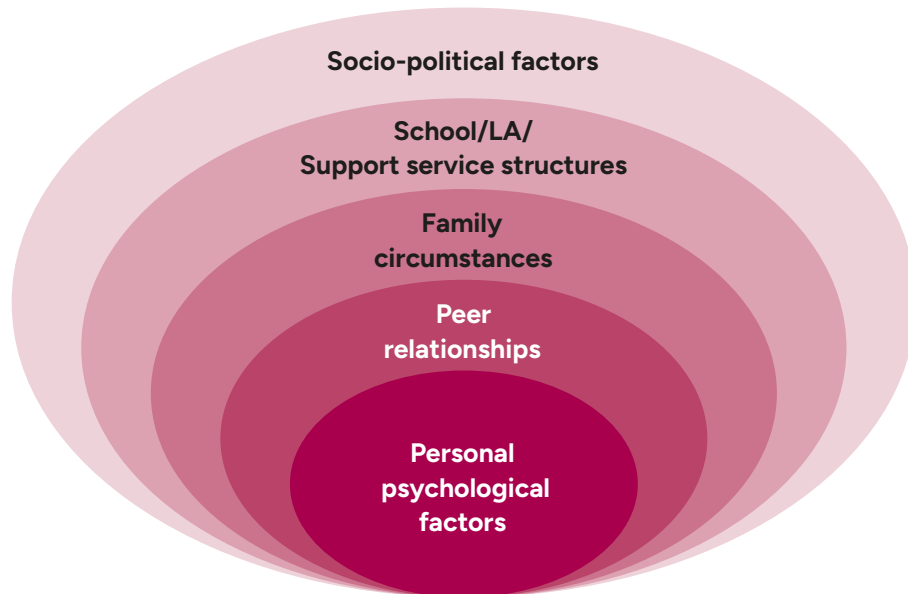 Socio-political factors
School/LA/
Support service structures
Family
circumstances
Peer
relationships
Personal
psychological
factors